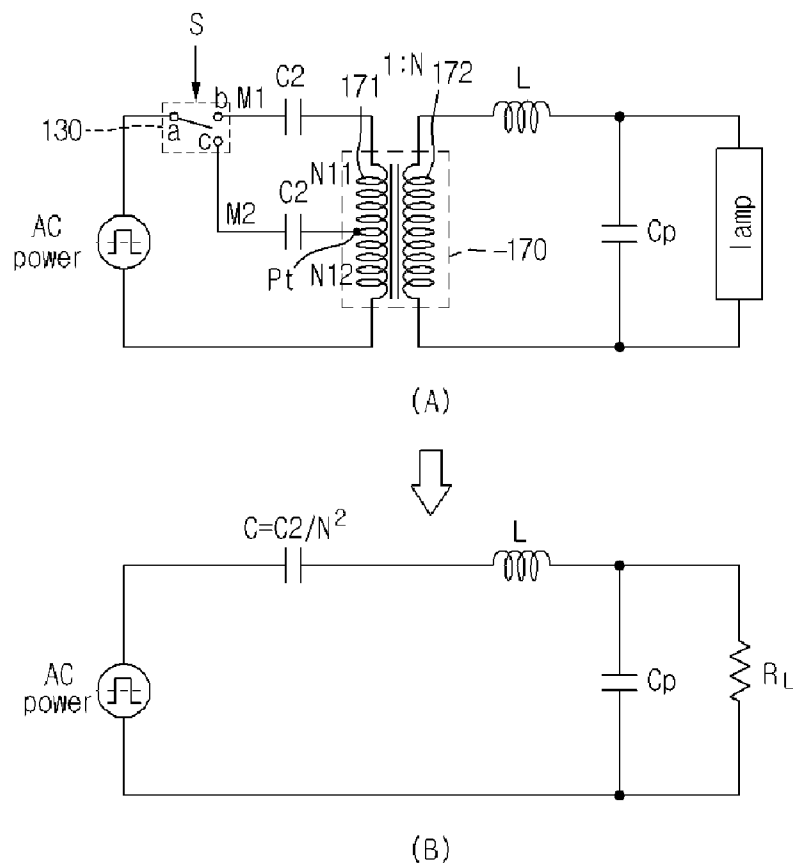 S
C2
171
1:N
172
L
130
a
b
M1
c
C2
N11
M2
Cp
lamp
AC
power
Pt
N12
170
(A)
C=C2/N²
L
AC
power
Cp
RL
(B)